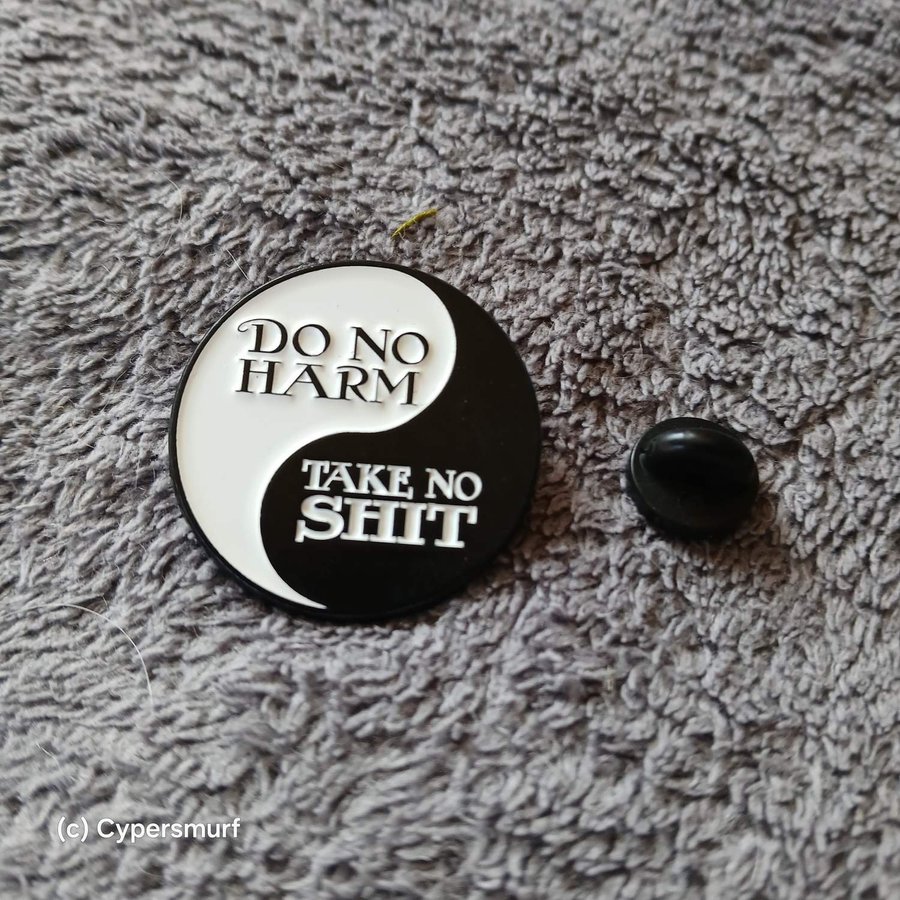 DO NO
HARM
TAKE NO
SHIT
(c) Cypersmurf